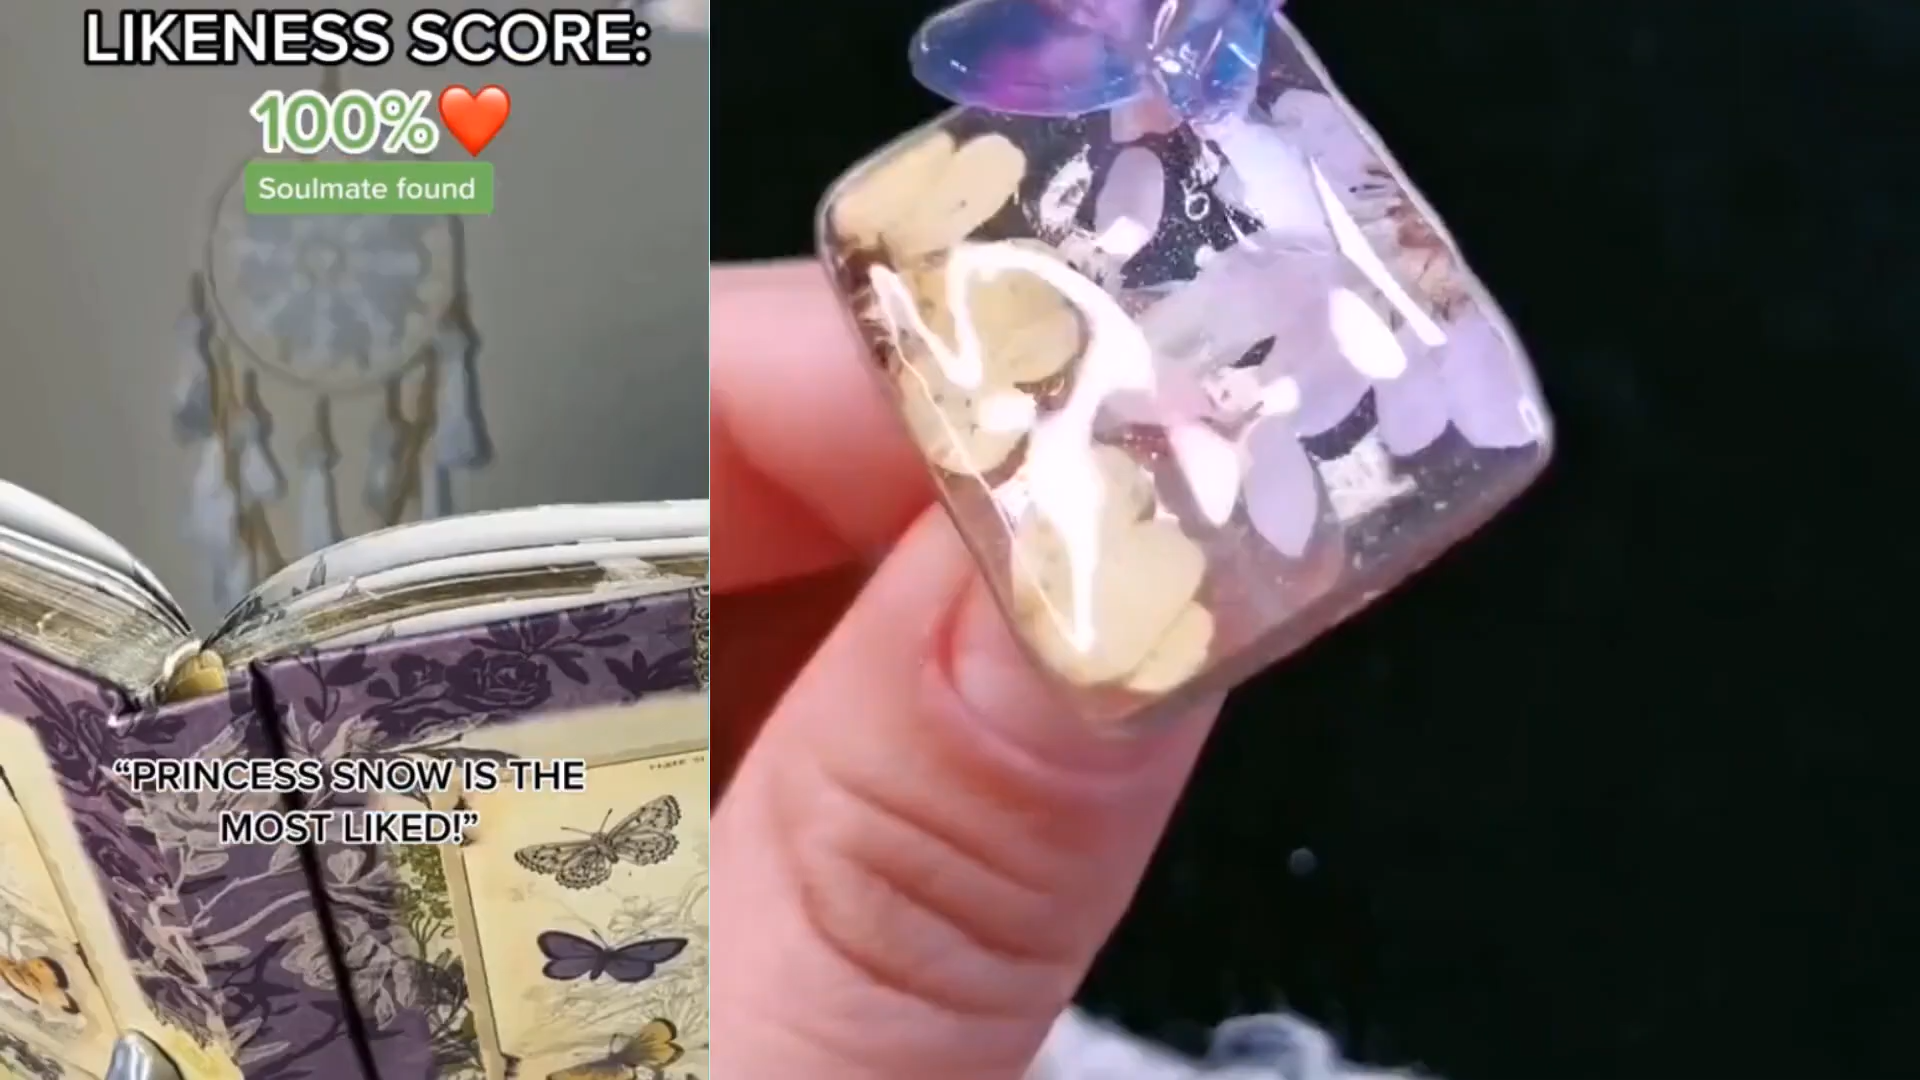 LIKENESS SCORE:
100%❤️
Soulmate found
“PRINCESS SNOW IS THE
MOST LIKED!”